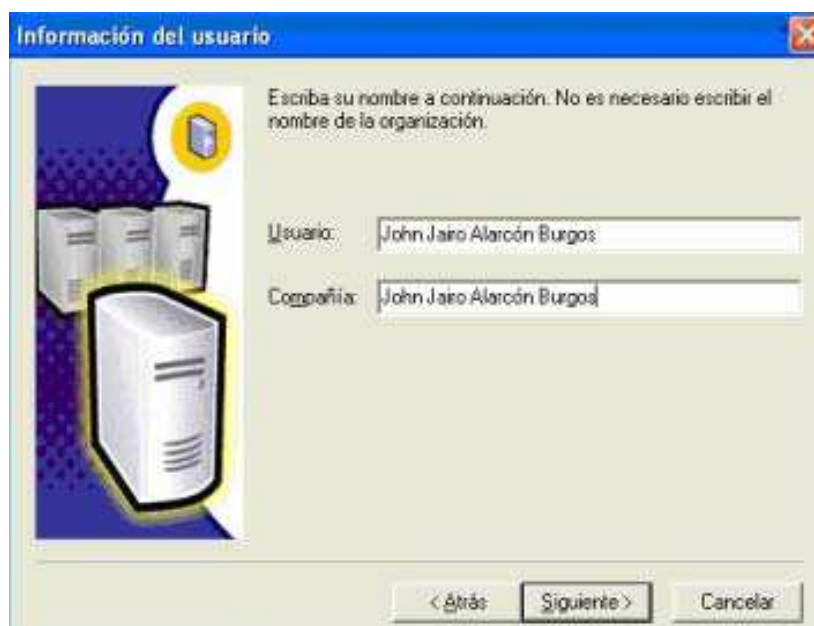 Información del usuario
Escriba su nombre a continuación. No es necesario escribir el
nombre de la organización.
Usuario:
John Jairo Alarcón Burgos
Compañía:
John Jairo Alarcón Burgos
< Atrás
Siguiente >
Cancelar